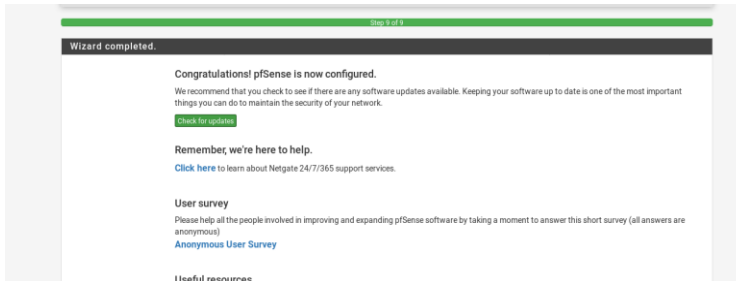 Step 9 of 9
Wizard completed.
Congratulations! pfSense is now configured.
We recommend that you check to see if there are any software updates available. Keeping your software up to date is one of the most important
things you can do to maintain the security of your network.
Check for updates
Remember, we're here to help.
Click here to learn about Netgate 24/7/365 support services.
User survey
Please help all the people involved in improving and expanding pfSense software by taking a moment to answer this short survey (all answers are
anonymous)
Anonymous User Survey
Useful resources